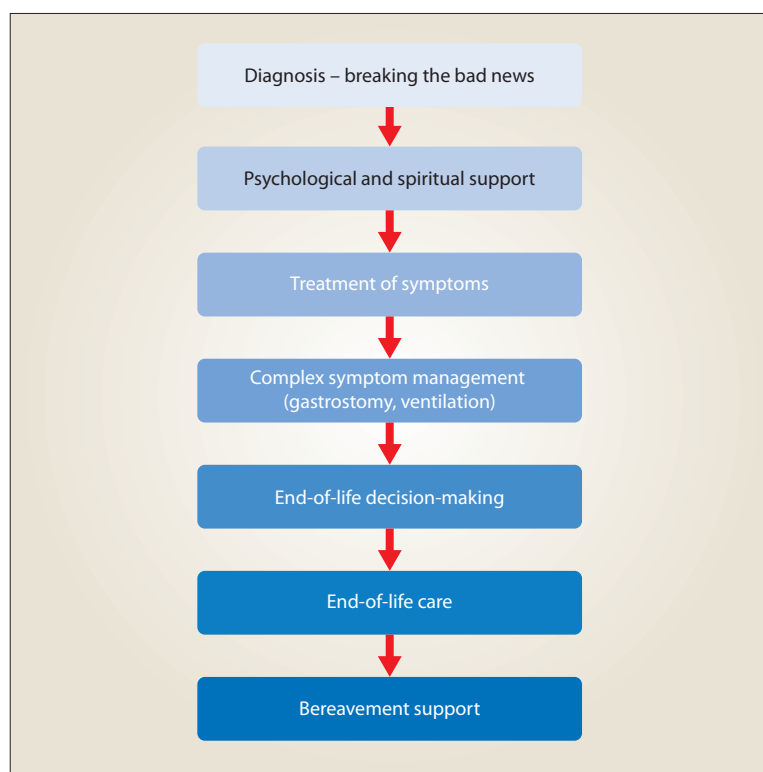 Diagnosis – breaking the bad news
Psychological and spiritual support
Treatment of symptoms
Complex symptom management
(gastrostomy, ventilation)
End-of-life decision-making
End-of-life care
Bereavement support